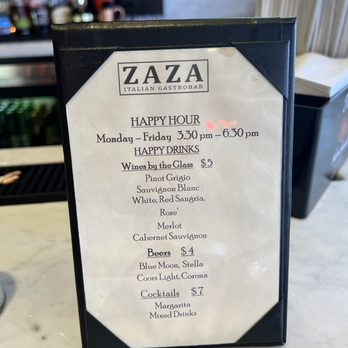 ZAZA
ITALIAN GASTROBAR
HAPPY HOUR
Monday – Friday 3.30 pm – 6.30 pm
HAPPY DRINKS
Wines by the Glass $5
Pinot Grigio
Sauvignon Blanc
White, Red Sangria,
Rose'
Merlot
Cabernet Sauvignon
Beers $4
Blue Moon, Stella
Coors Light, Corona
Cocktails $7
Margarita
Mixed Drinks